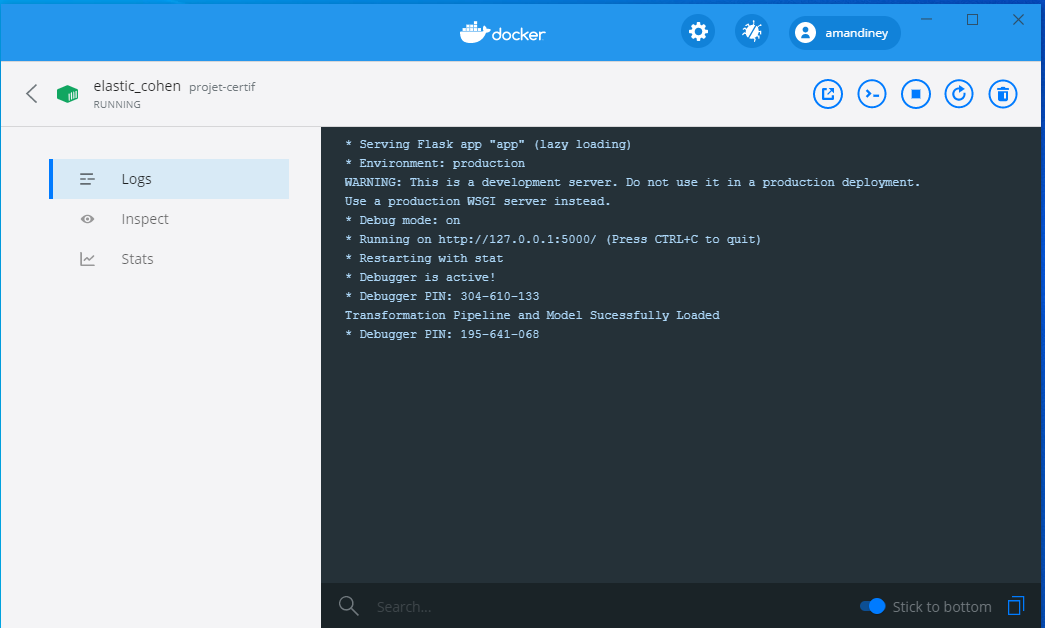 docker
amandiney
elastic_cohen projet-certif
RUNNING
Logs
Inspect
Stats
* Serving Flask app "app" (lazy loading)
* Environment: production
WARNING: This is a development server. Do not use it in a production deployment.
Use a production WSGI server instead.
* Debug mode: on
* Running on http://127.0.0.1:5000/ (Press CTRL+C to quit)
* Restarting with stat
* Debugger is active!
* Debugger PIN: 304-610-133
Transformation Pipeline and Model Sucessfully Loaded
* Debugger PIN: 195-641-068
Search...
Stick to bottom